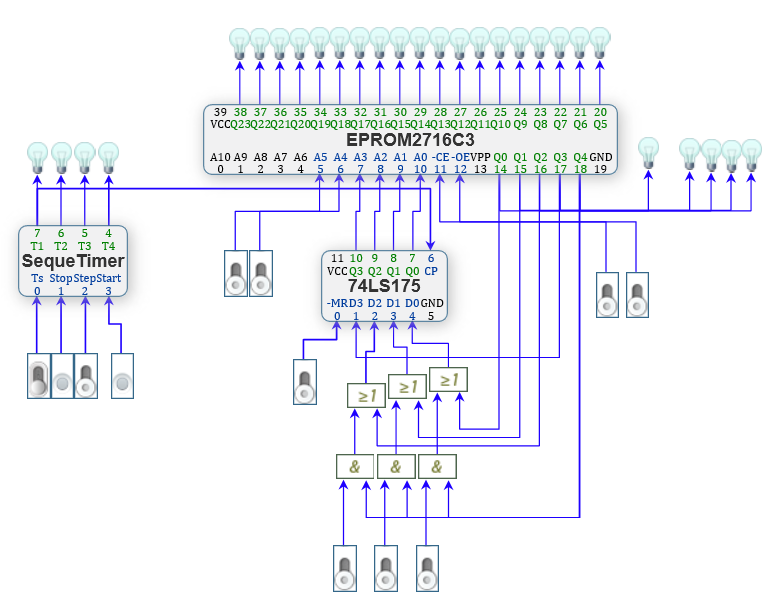 39 38 37 36 35 34 33 32 31 30 29 28 27 26 25 24 23 22 21 20
VCC Q23 Q22 Q21 Q20 Q19 Q18 Q17 Q16 Q15 Q14 Q13 Q12 Q11 Q10 Q9 Q8 Q7 Q6 Q5
EPROM2716C3
A10 A9 A8 A7 A6 A5 A4 A3 A2 A1 A0 -CE -OE VPP Q0 Q1 Q2 Q3 Q4 GND
0 1 2 3 4 5 6 7 8 9 10 11 12 13 14 15 16 17 18 19
7 6 5 4
T1 T2 T3 T4
SequeTimer
Ts Stop Step Start
0 1 2 3
11 10 9 8 7 6
VCC Q3 Q2 Q1 Q0 CP
74LS175
-MR D3 D2 D1 D0 GND
0 1 2 3 4 5
≥1 ≥1 ≥1
& & &